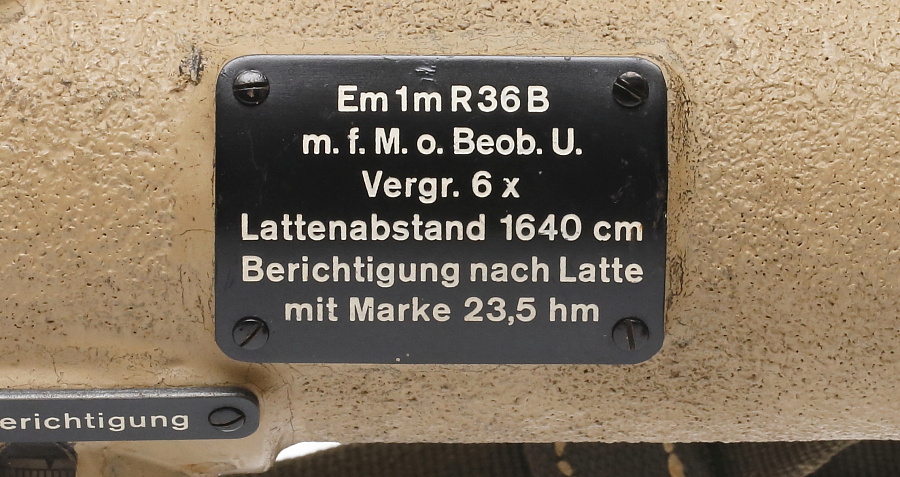 Em 1m R 36 B
m. f. M. o. Beob. U.
Vergr. 6 x
Lattenabstand 1640 cm
Berichtigung nach Latte
mit Marke 23,5 hm
erichtigung